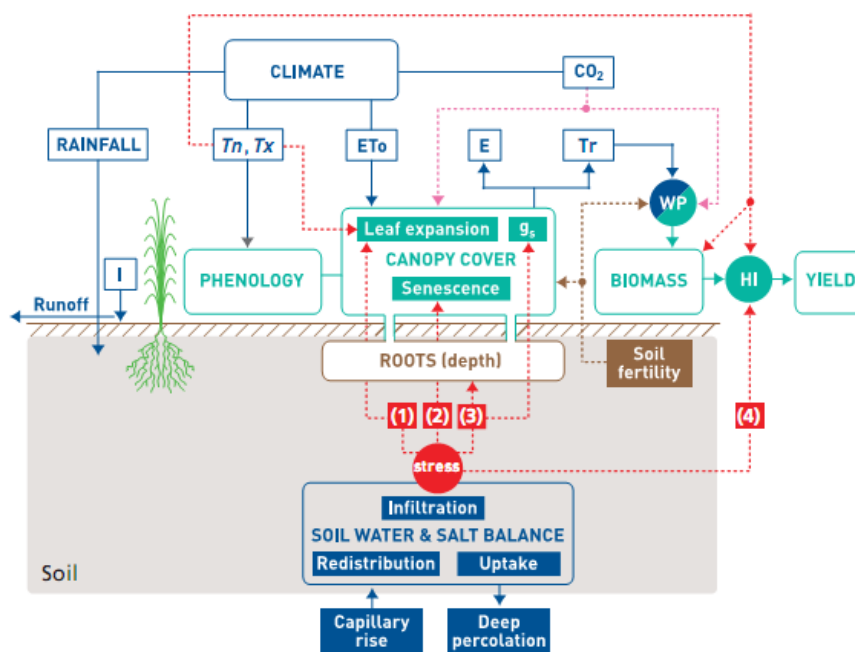 CLIMATE
CO₂
RAINFALL
Tn, Tx
ETo
E
Tr
WP
Leaf expansion
gs
CANOPY COVER
Senescence
PHENOLOGY
I
BIOMASS
HI
YIELD
Runoff
ROOTS (depth)
Soil
fertility
(1)
(2)
(3)
(4)
stress
Infiltration
SOIL WATER & SALT BALANCE
Redistribution
Uptake
Soil
Capillary
rise
Deep
percolation